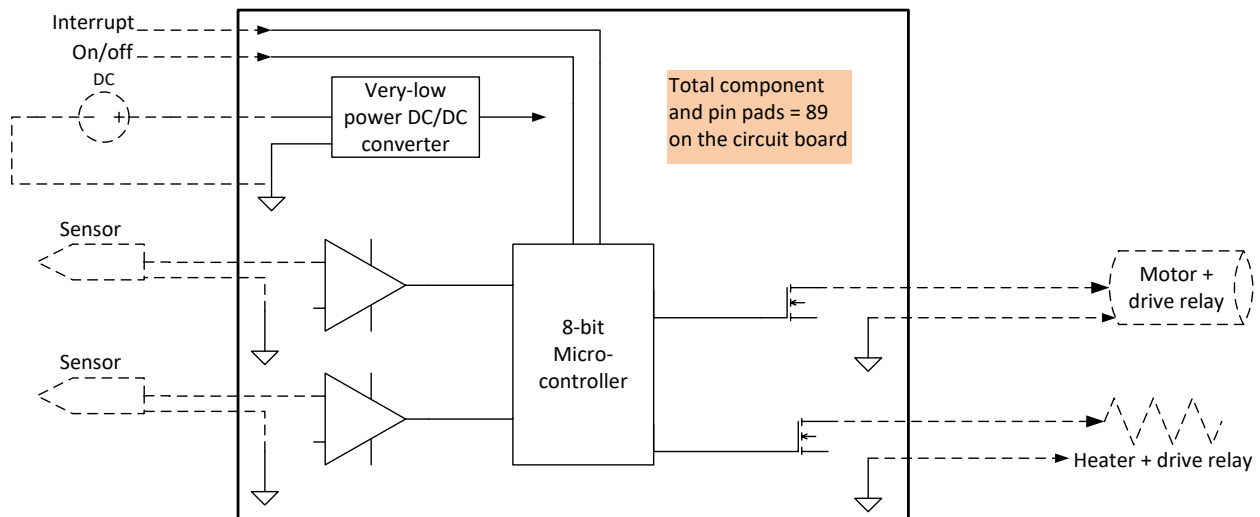 Interrupt
On/off
DC
+
Very-low
power DC/DC
converter
Total component
and pin pads = 89
on the circuit board
Sensor
Sensor
8-bit
Micro-
controller
Motor +
drive relay
Heater + drive relay